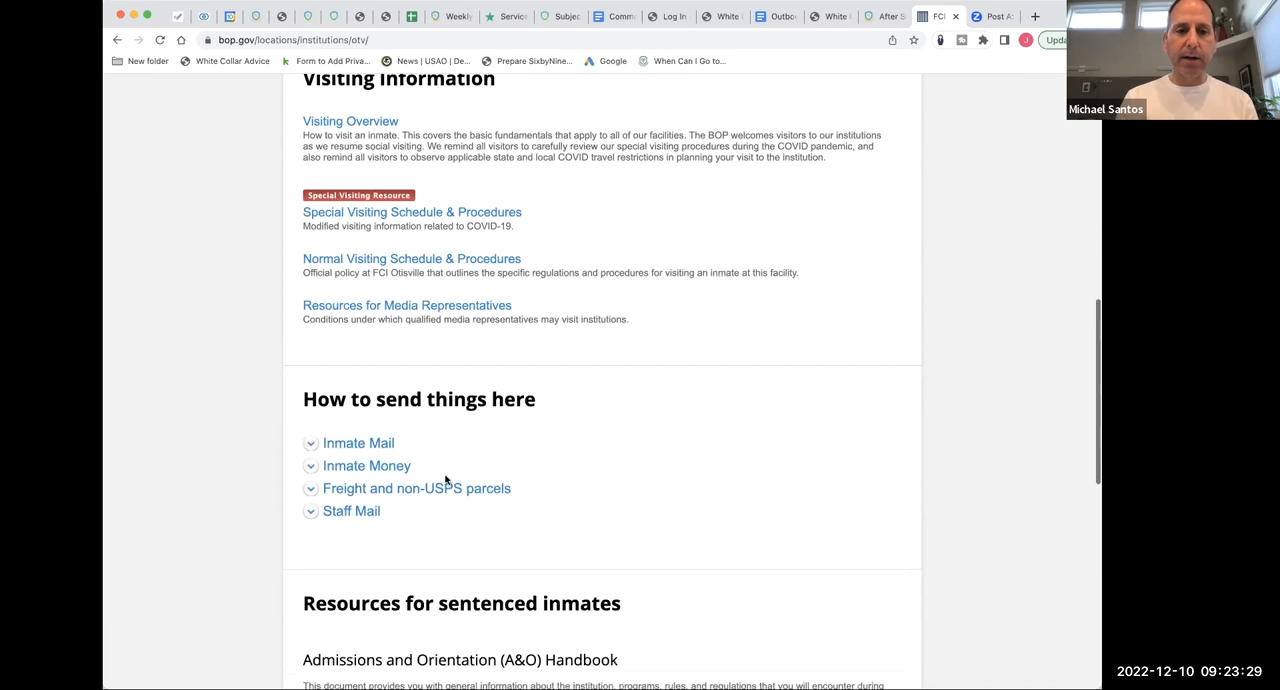 Weekly
Service
Subjec
Comm
Log In
White
Outbo
White
After S
FCI
Post A
bop.gov/locations/institutions/otv/
J
Upda
New folder
White Collar Advice
Form to Add Priva...
News | USAO | De...
Prepare SixbyNine...
Google
When Can I Go to...
Michael Santos
Visiting Information
Visiting Overview
How to visit an inmate. This covers the basic fundamentals that apply to all of our facilities. The BOP welcomes visitors to our institutions
as we resume social visiting. We remind all visitors to carefully review our special visiting procedures during the COVID pandemic, and
also remind all visitors to observe applicable state and local COVID travel restrictions in planning your visit to the institution.
Special Visiting Resource
Special Visiting Schedule & Procedures
Modified visiting information related to COVID-19.
Normal Visiting Schedule & Procedures
Official policy at FCI Otisville that outlines the specific regulations and procedures for visiting an inmate at this facility.
Resources for Media Representatives
Conditions under which qualified media representatives may visit institutions.
How to send things here
Inmate Mail
Inmate Money
Freight and non-USPS parcels
Staff Mail
Resources for sentenced inmates
Admissions and Orientation (A&O) Handbook
This document provides you with general information about the institution, programs, rules, and regulations that you will encounter during
2022-12-10 09:23:29